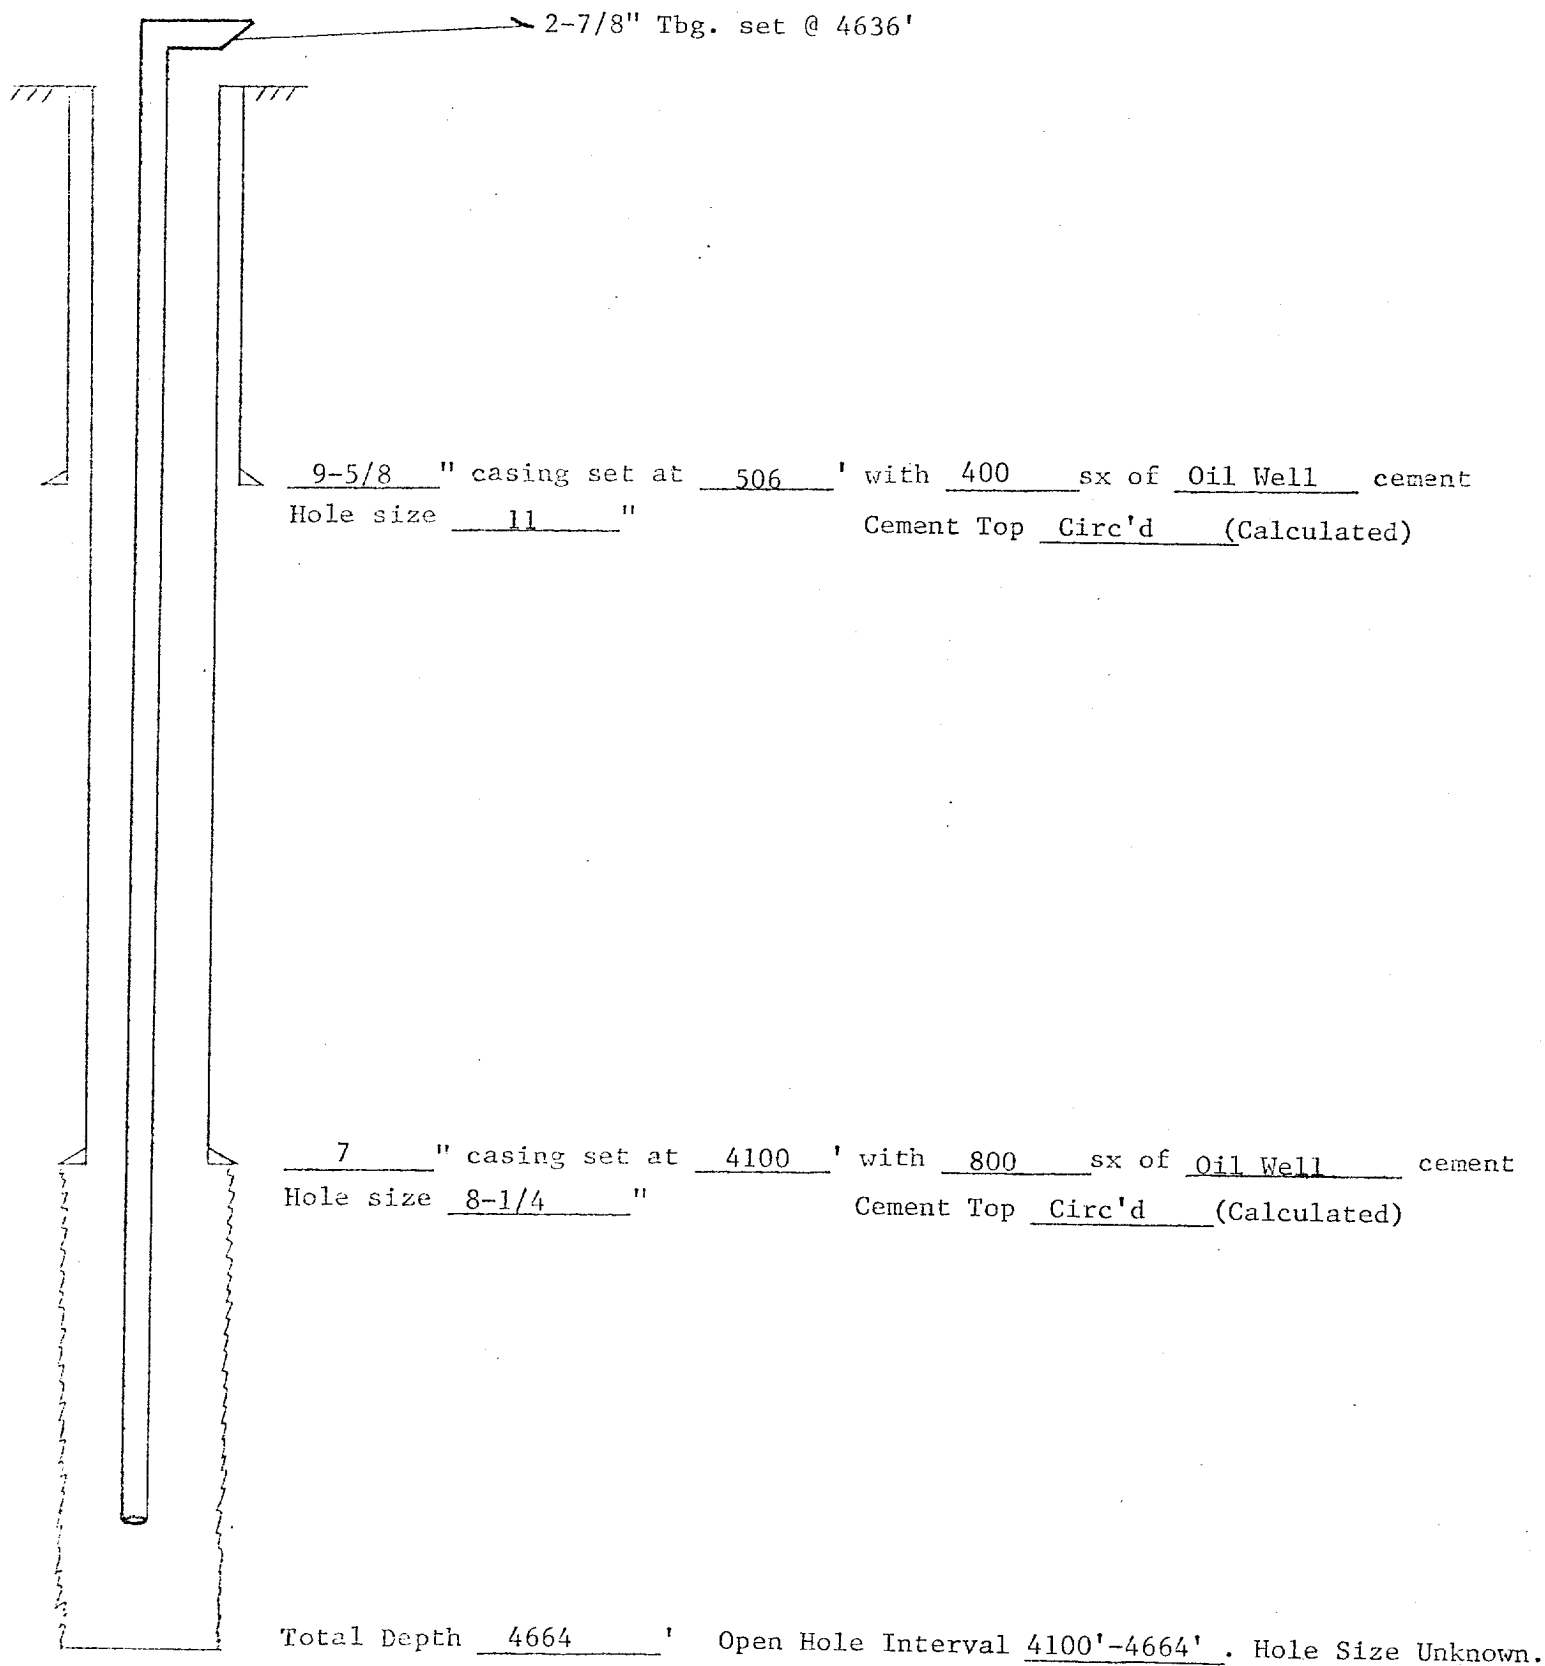 2-7/8" Tbg. set @ 4636'
9-5/8 " casing set at 506 ' with 400 sx of Oil Well cement
Hole size 11 " Cement Top Circ'd (Calculated)
7 " casing set at 4100 ' with 800 sx of Oil Well cement
Hole size 8-1/4 " Cement Top Circ'd (Calculated)
Total Depth 4664 ' Open Hole Interval 4100'-4664' . Hole Size Unknown.